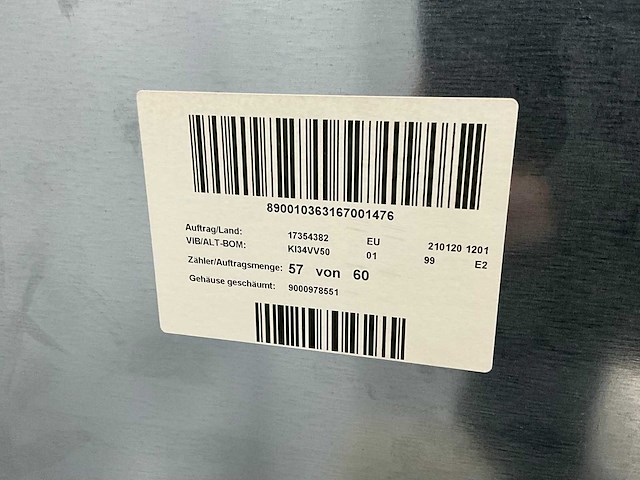 890010363167001476
Auftrag/Land: 17354382 EU 210120 1201
VIB/ALT-BOM: KI34VV50 01 99 E2
Zähler/Auftragsmenge: 57 von 60
Gehäuse geschäumt: 9000978551